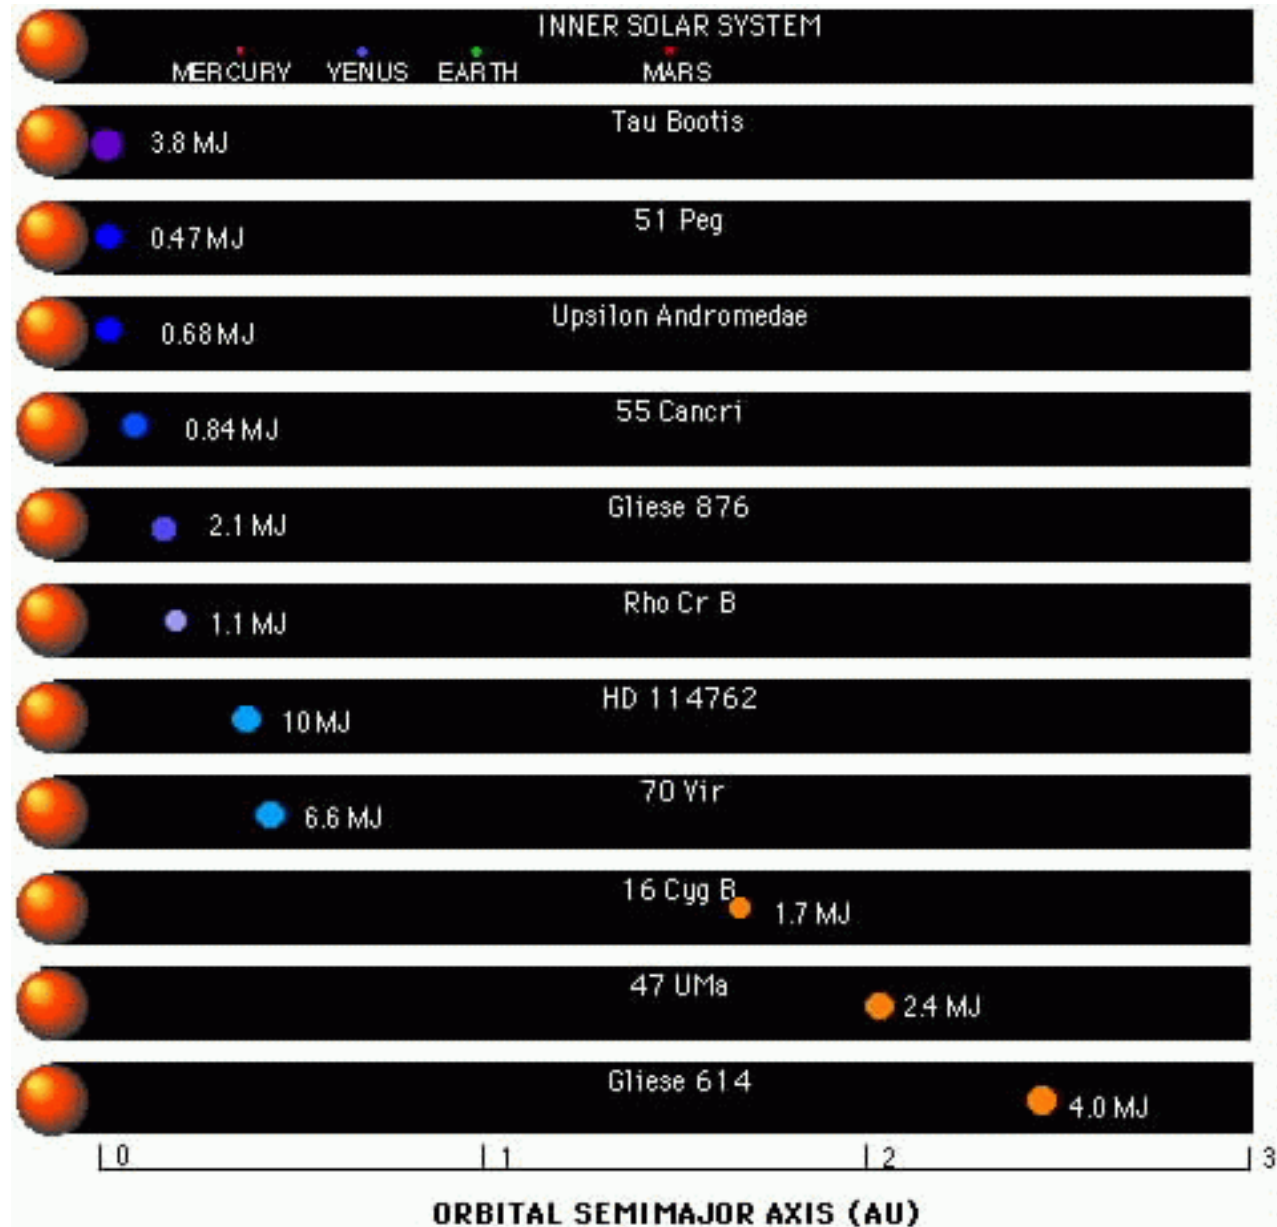 INNER SOLAR SYSTEM
MERCURY VENUS EARTH MARS
Tau Bootis
3.8 MJ
51 Peg
0.47 MJ
Upsilon Andromedae
0.68 MJ
55 Cancri
0.84 MJ
Gliese 876
2.1 MJ
Rho Cr B
1.1 MJ
HD 114762
10 MJ
70 Vir
6.6 MJ
16 Cyg B
1.7 MJ
47 UMa
2.4 MJ
Gliese 614
4.0 MJ
0 1 2 3
ORBITAL SEMIMAJOR AXIS (AU)